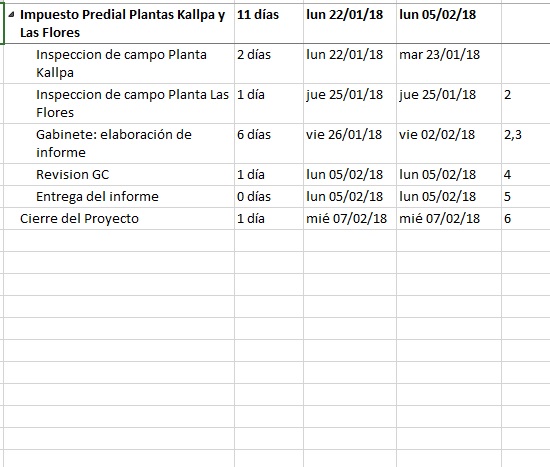 Impuesto Predial Plantas Kallpa y 11 días lun 22/01/18 lun 05/02/18
Las Flores
Inspeccion de campo Planta 2 días lun 22/01/18 mar 23/01/18
Kallpa
Inspeccion de campo Planta Las 1 día jue 25/01/18 jue 25/01/18 2
Flores
Gabinete: elaboración de 6 días vie 26/01/18 vie 02/02/18 2,3
informe
Revision GC 1 día lun 05/02/18 lun 05/02/18 4
Entrega del informe 0 días lun 05/02/18 lun 05/02/18 5
Cierre del Proyecto 1 día mié 07/02/18 mié 07/02/18 6